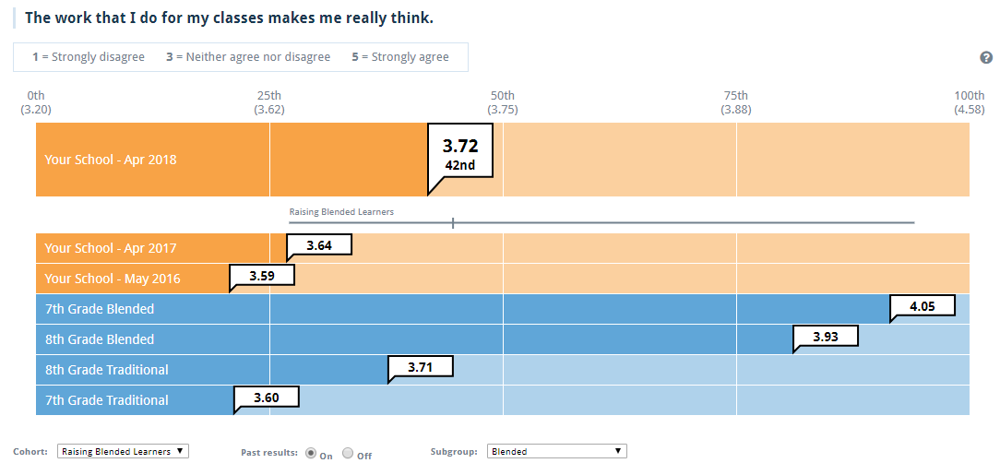 The work that I do for my classes makes me really think.
1 = Strongly disagree 3 = Neither agree nor disagree 5 = Strongly agree
?
0th 25th 50th 75th 100th
(3.20) (3.62) (3.75) (3.88) (4.58)
Your School - Apr 2018 3.72
42nd
Raising Blended Learners
Your School - Apr 2017 3.64
Your School - May 2016 3.59
7th Grade Blended 4.05
8th Grade Blended 3.93
8th Grade Traditional 3.71
7th Grade Traditional 3.60
Cohort: Raising Blended Learners Past results: On Off Subgroup: Blended